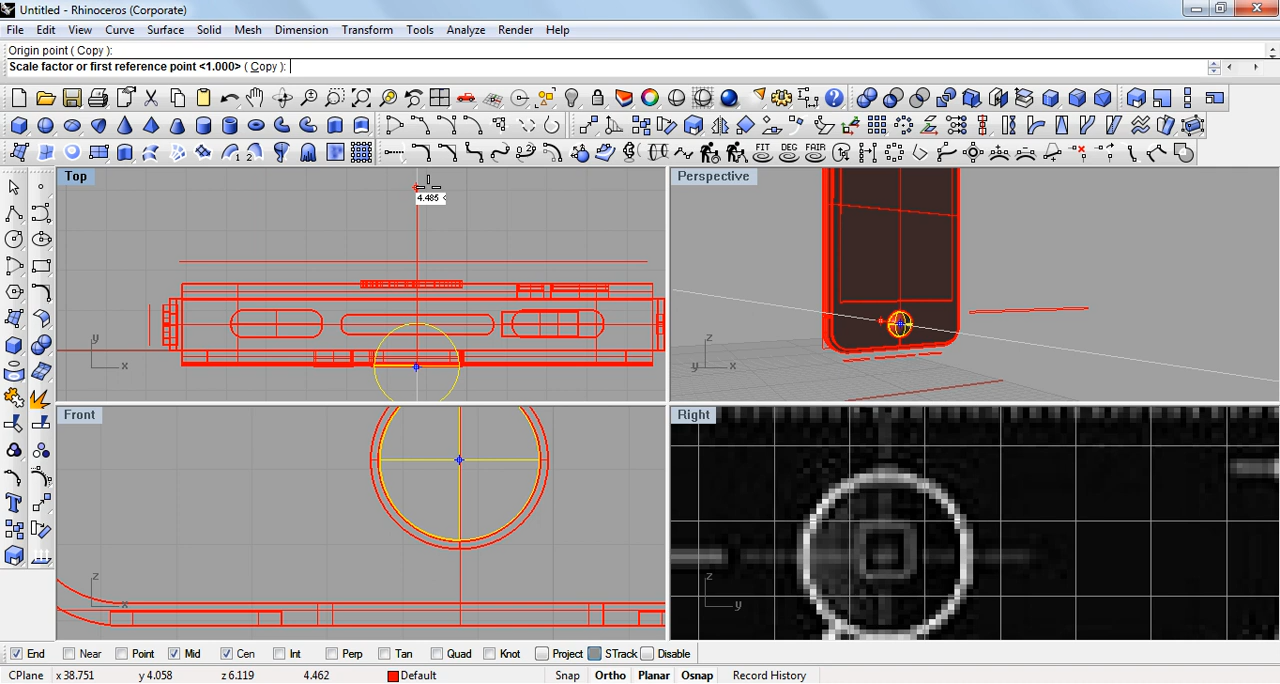 Untitled - Rhinoceros (Corporate)
File Edit View Curve Surface Solid Mesh Dimension Transform Tools Analyze Render Help
Origin point ( Copy ):
Scale factor or first reference point <1.000> ( Copy ):
FIT DEG FAIR
Top
Perspective
4.485 <
y x
z y x
Front
Right
z x
z y
End Near Point Mid Cen Int Perp Tan Quad Knot Project STrack Disable
CPlane x 38.751 y 4.058 z 6.119 4.462 Default Snap Ortho Planar Osnap Record History